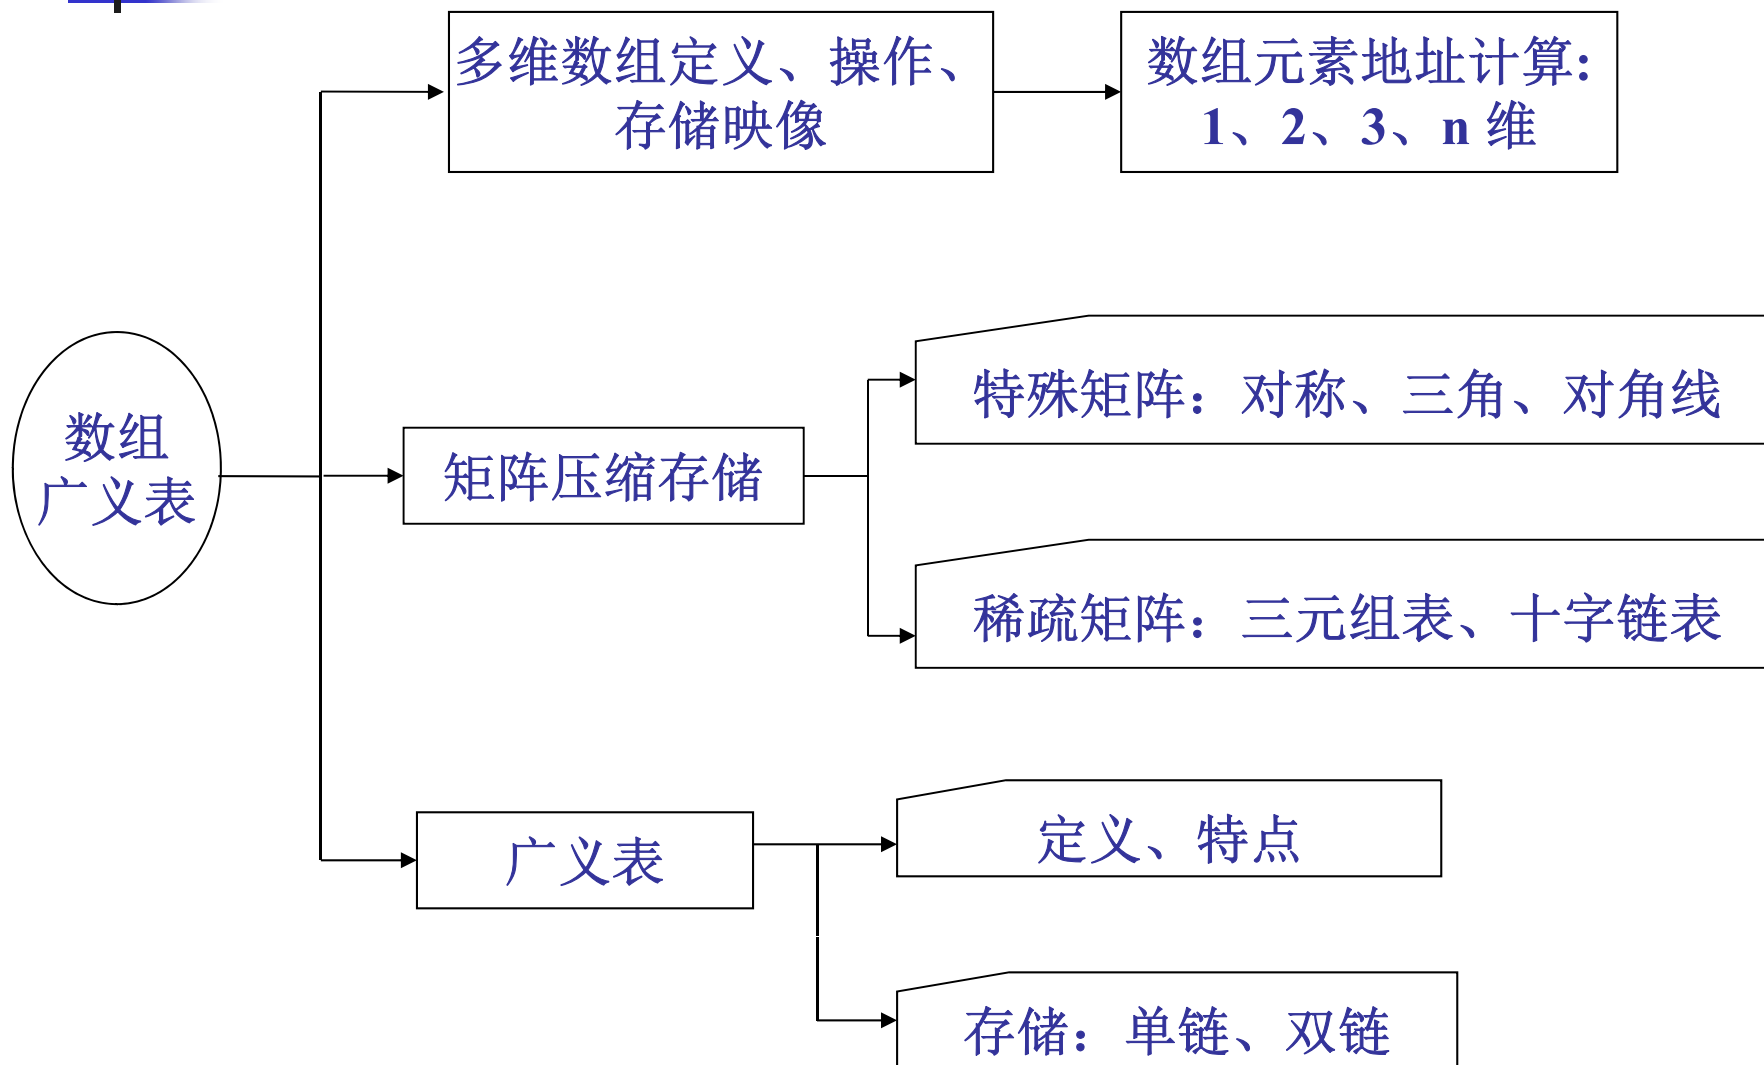 多维数组定义、操作、
存储映像
数组元素地址计算:
1、2、3、n 维
特殊矩阵：对称、三角、对角线
数组
广义表
矩阵压缩存储
稀疏矩阵：三元组表、十字链表
广义表
定义、特点
存储：单链、双链